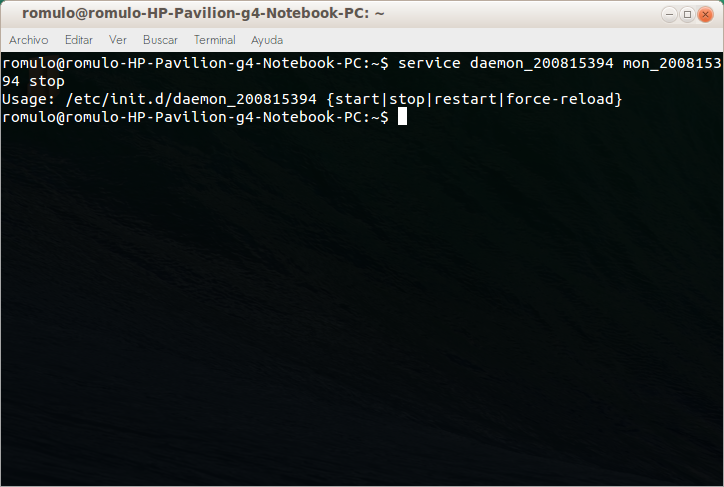 romulo@romulo-HP-Pavilion-g4-Notebook-PC: ~
Archivo Editar Ver Buscar Terminal Ayuda
romulo@romulo-HP-Pavilion-g4-Notebook-PC:~$ service daemon_200815394 mon_2008153
94 stop
Usage: /etc/init.d/daemon_200815394 {start|stop|restart|force-reload}
romulo@romulo-HP-Pavilion-g4-Notebook-PC:~$